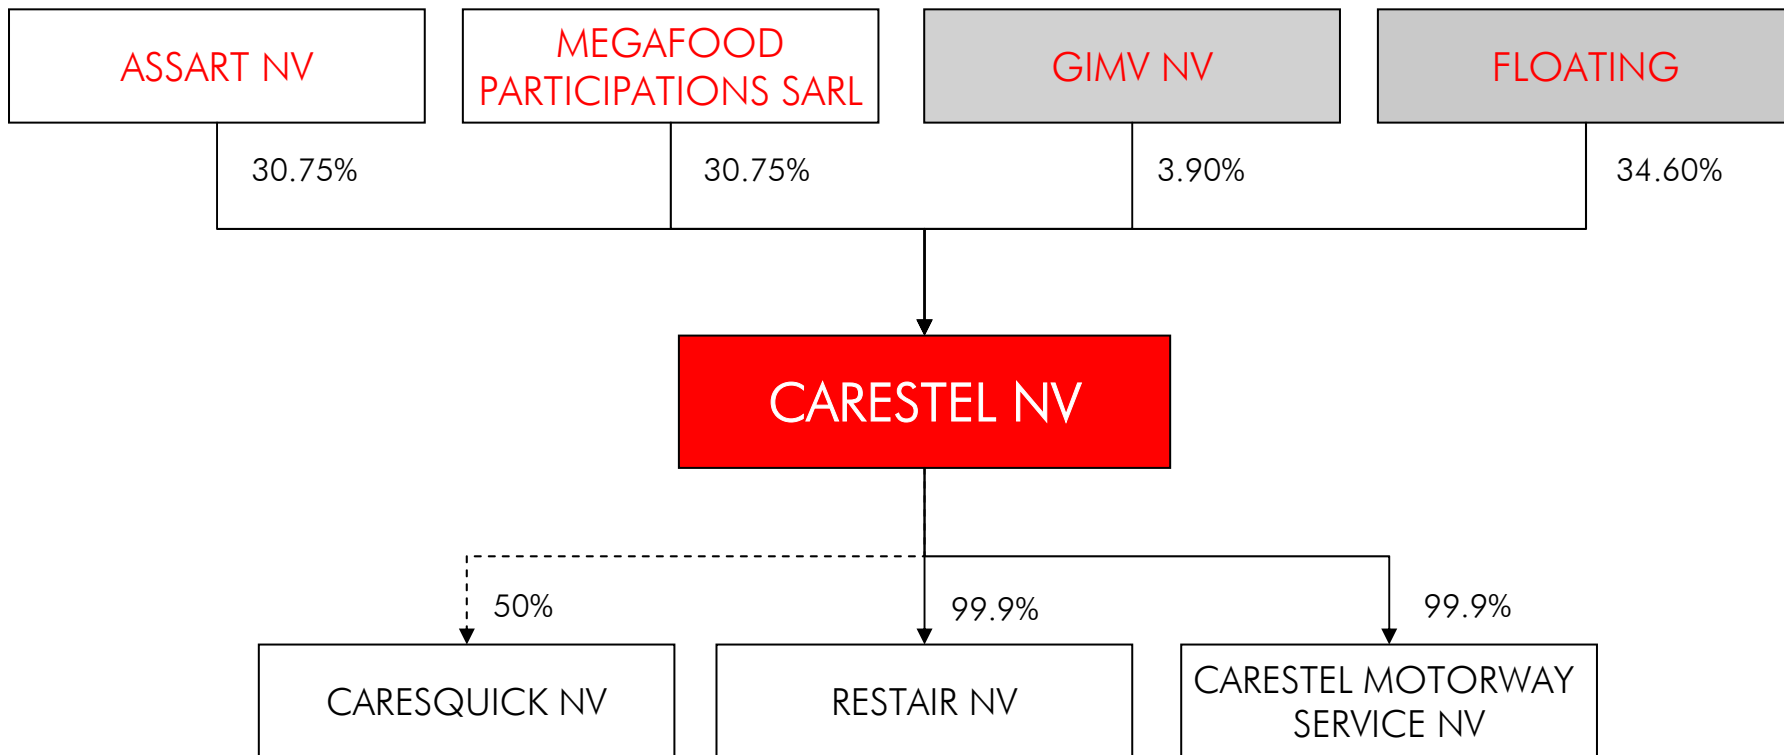 ASSART NV
MEGAFOOD
PARTICIPATIONS SARL
GIMV NV
FLOATING
30.75%
30.75%
3.90%
34.60%
CARESTEL NV
50%
99.9%
99.9%
CARESQUICK NV
RESTAIR NV
CARESTEL MOTORWAY
SERVICE NV